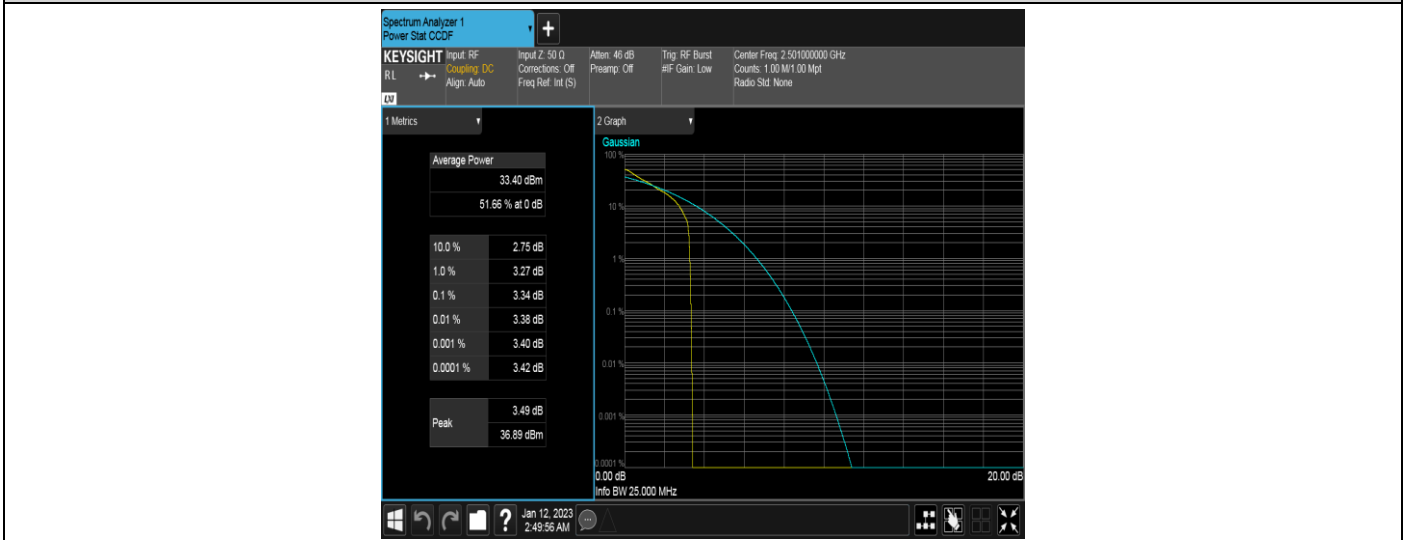 Spectrum Analyzer 1
Power Stat CCDF
+
KEYSIGHT
RL
LXI
Input: RF
Coupling: DC
Align: Auto
Input Z: 50 Ω
Corrections: Off
Freq Ref: Int (S)
Atten: 46 dB
Preamp: Off
Trig: RF Burst
#IF Gain: Low
Center Freq: 2.501000000 GHz
Counts: 1.00 M/1.00 Mpt
Radio Std: None
1 Metrics
Average Power
33.40 dBm
51.66 % at 0 dB
10.0 % 2.75 dB
1.0 % 3.27 dB
0.1 % 3.34 dB
0.01 % 3.38 dB
0.001 % 3.40 dB
0.0001 % 3.42 dB
Peak
3.49 dB
36.89 dBm
2 Graph
Gaussian
100 %
10 %
1 %
0.1 %
0.01 %
0.001 %
0.0001 %
0.00 dB
20.00 dB
Info BW 25.000 MHz
?
Jan 12, 2023
2:49:56 AM